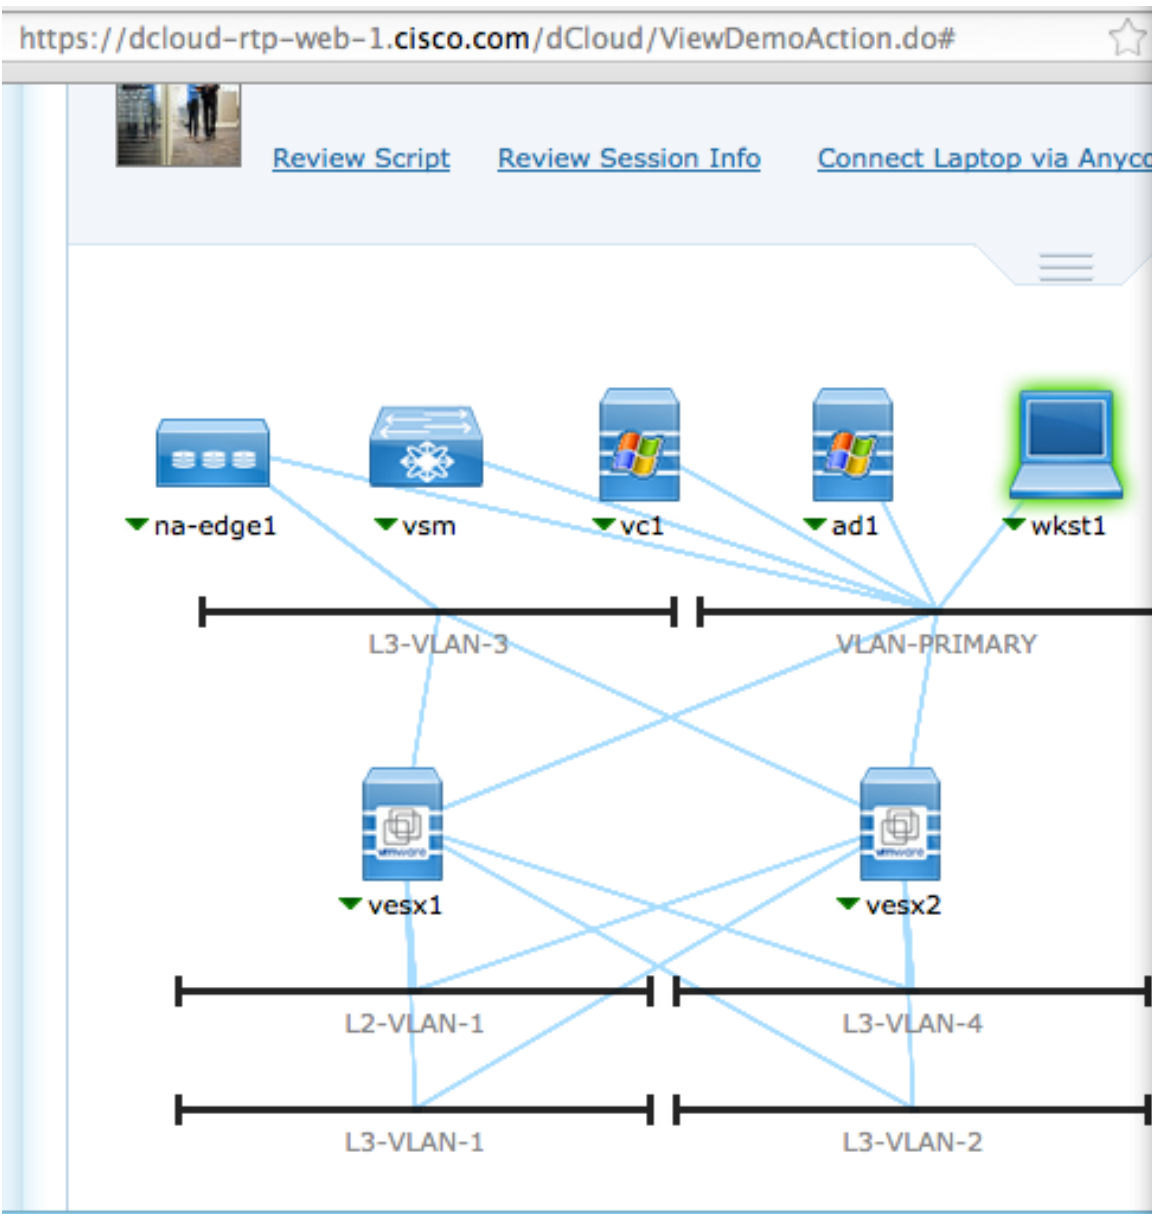 https://dcloud-rtp-web-1.cisco.com/dCloud/ViewDemoAction.do#
Review Script Review Session Info Connect Laptop via Anyco
na-edge1 vsm vc1 ad1 wkst1
L3-VLAN-3 VLAN-PRIMARY
vmware vmware
vesx1 vesx2
L2-VLAN-1 L3-VLAN-4
L3-VLAN-1 L3-VLAN-2